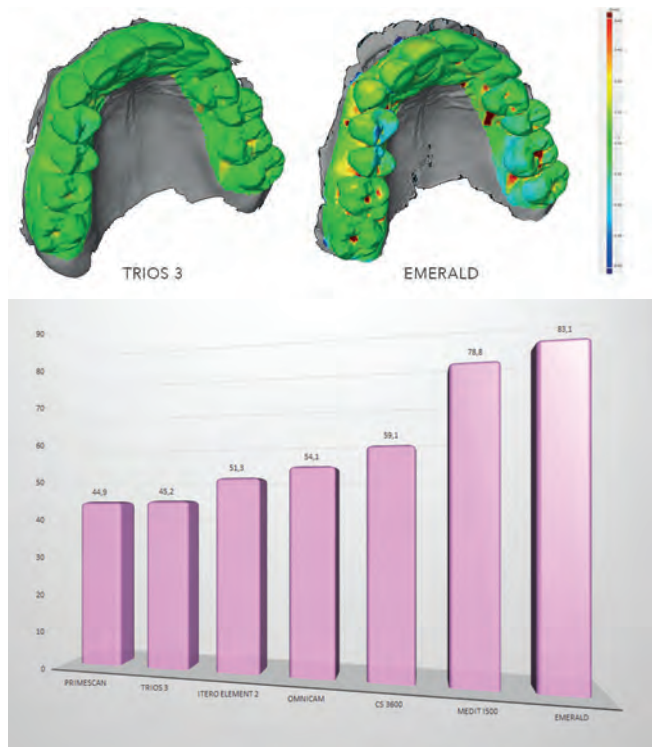 TRIOS 3
EMERALD
90
80
70
60
50
40
30
20
10
0
44,9
45,2
51,3
54,1
59,1
78,8
83,1
PRIMESCAN
TRIOS 3
ITERO ELEMENT 2
OMNICAM
CS 3600
MEDIT I500
EMERALD